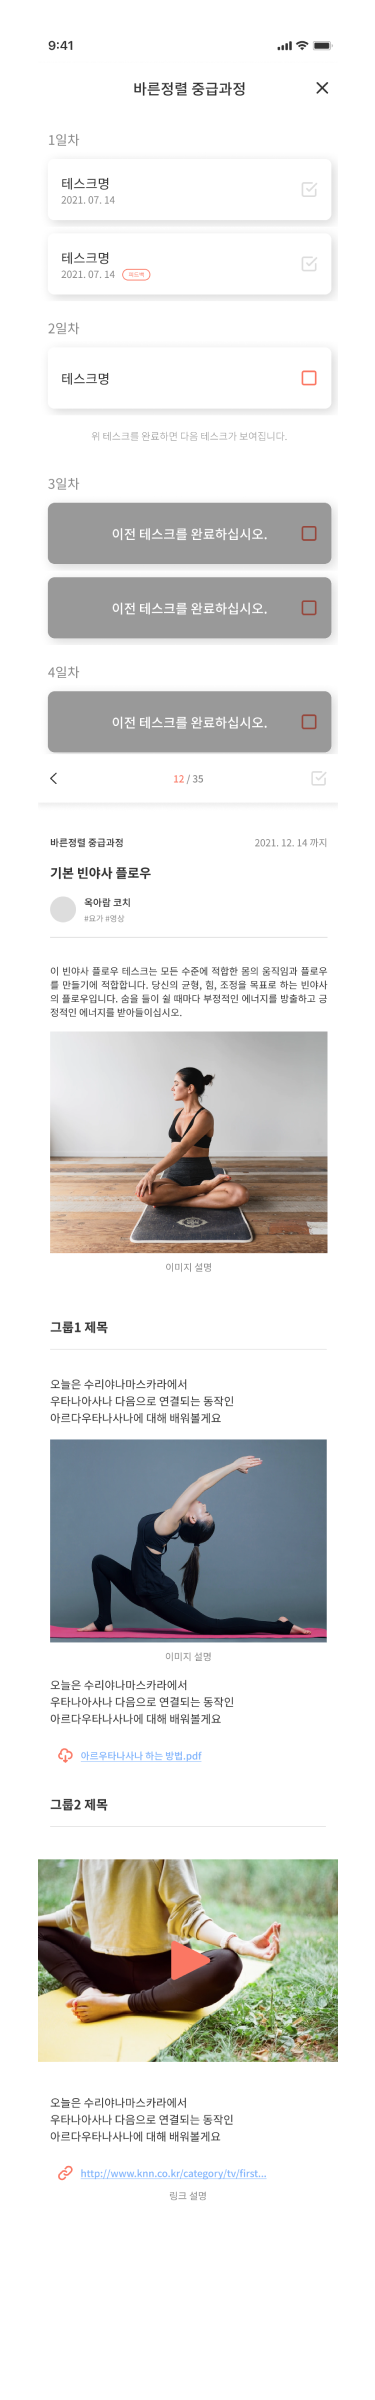 9:41
바른정렬 중급과정
1일차
테스크명
2021. 07. 14
테스크명
2021. 07. 14 피드백
2일차
테스크명
위 테스크를 완료하면 다음 테스크가 보여집니다.
3일차
이전 테스크를 완료하십시오.
이전 테스크를 완료하십시오.
4일차
이전 테스크를 완료하십시오.
12 / 35
바른정렬 중급과정 2021. 12. 14 까지
기본 빈야사 플로우
옥아람 코치
#요가 #영상
이 빈야사 플로우 테스크는 모든 수준에 적합한 몸의 움직임과 플로우
를 만들기에 적합합니다. 당신의 균형, 힘, 조정을 목표로 하는 빈야사
의 플로우입니다. 숨을 들이 쉴 때마다 부정적인 에너지를 방출하고 긍
정적인 에너지를 받아들이십시오.
이미지 설명
그룹1 제목
오늘은 수리야나마스카라에서
우타나아사나 다음으로 연결되는 동작인
아르다우타나사나에 대해 배워볼게요
이미지 설명
오늘은 수리야나마스카라에서
우타나아사나 다음으로 연결되는 동작인
아르다우타나사나에 대해 배워볼게요
아르우타나사나 하는 방법.pdf
그룹2 제목
오늘은 수리야나마스카라에서
우타나아사나 다음으로 연결되는 동작인
아르다우타나사나에 대해 배워볼게요
http://www.knn.co.kr/category/tv/first...
링크 설명